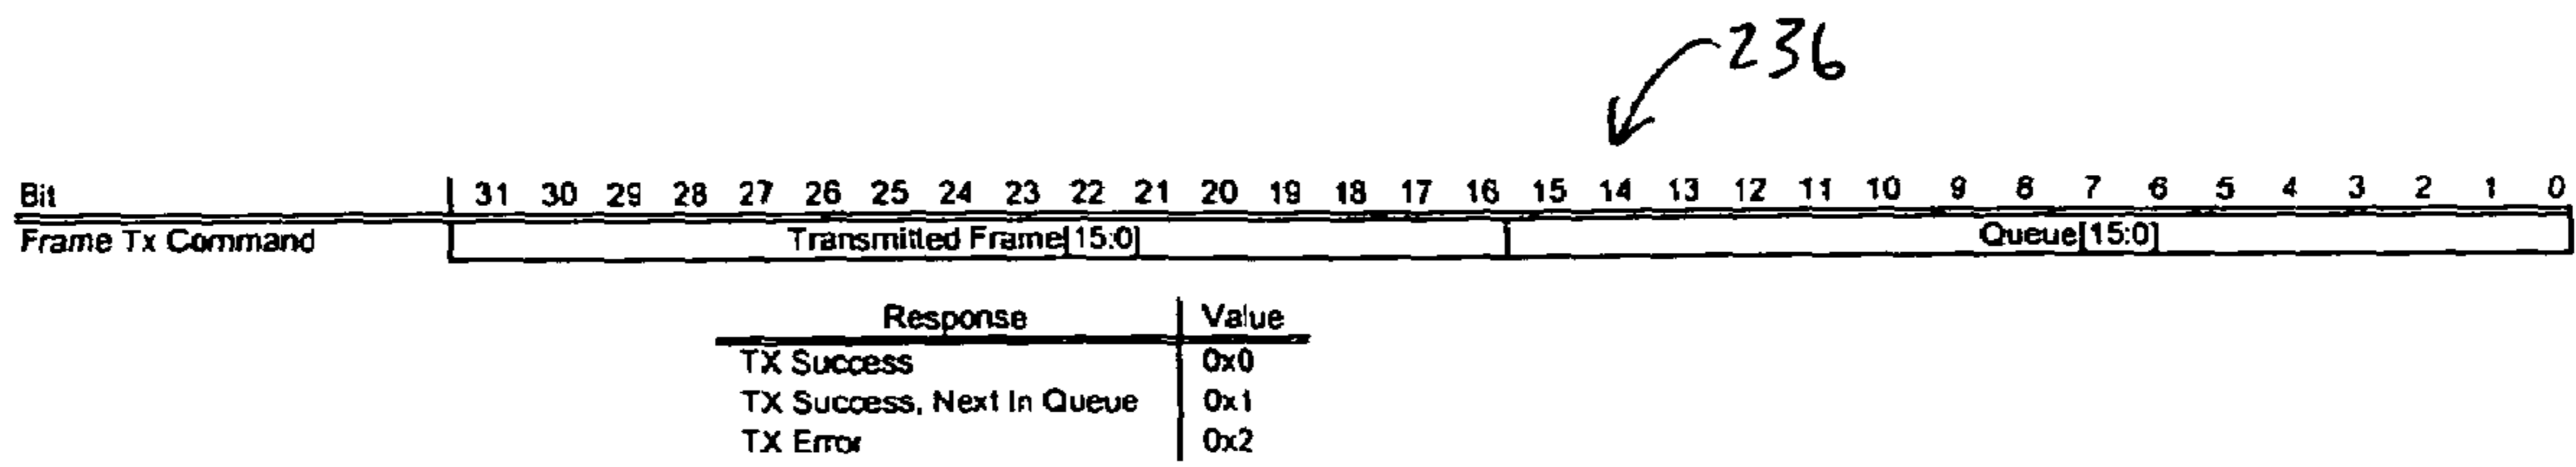 236
Bit 31 30 29 28 27 26 25 24 23 22 21 20 19 18 17 16 15 14 13 12 11 10 9 8 7 6 5 4 3 2 1 0
Frame Tx Command Transmitted Frame[15:0] Queue[15:0]
Response Value
TX Success 0x0
TX Success, Next In Queue 0x1
TX Error 0x2